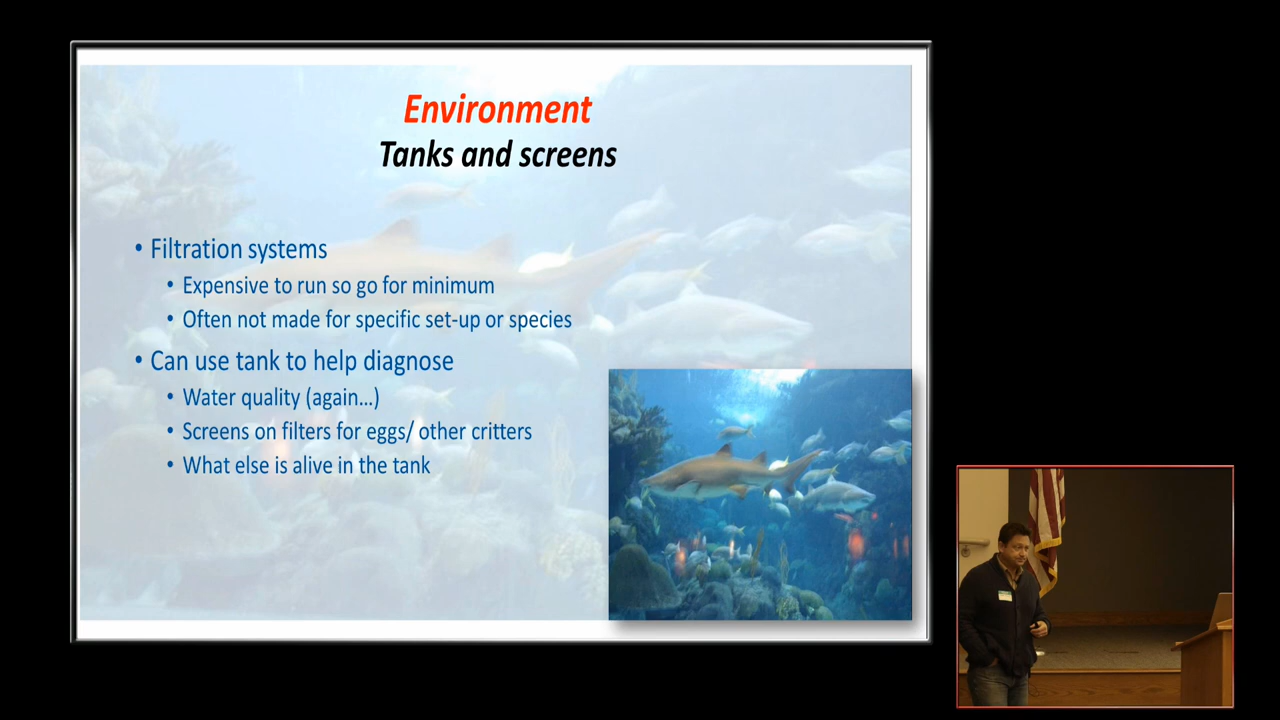 Environment
Tanks and screens
• Filtration systems
• Expensive to run so go for minimum
• Often not made for specific set-up or species
• Can use tank to help diagnose
• Water quality (again…)
• Screens on filters for eggs/ other critters
• What else is alive in the tank